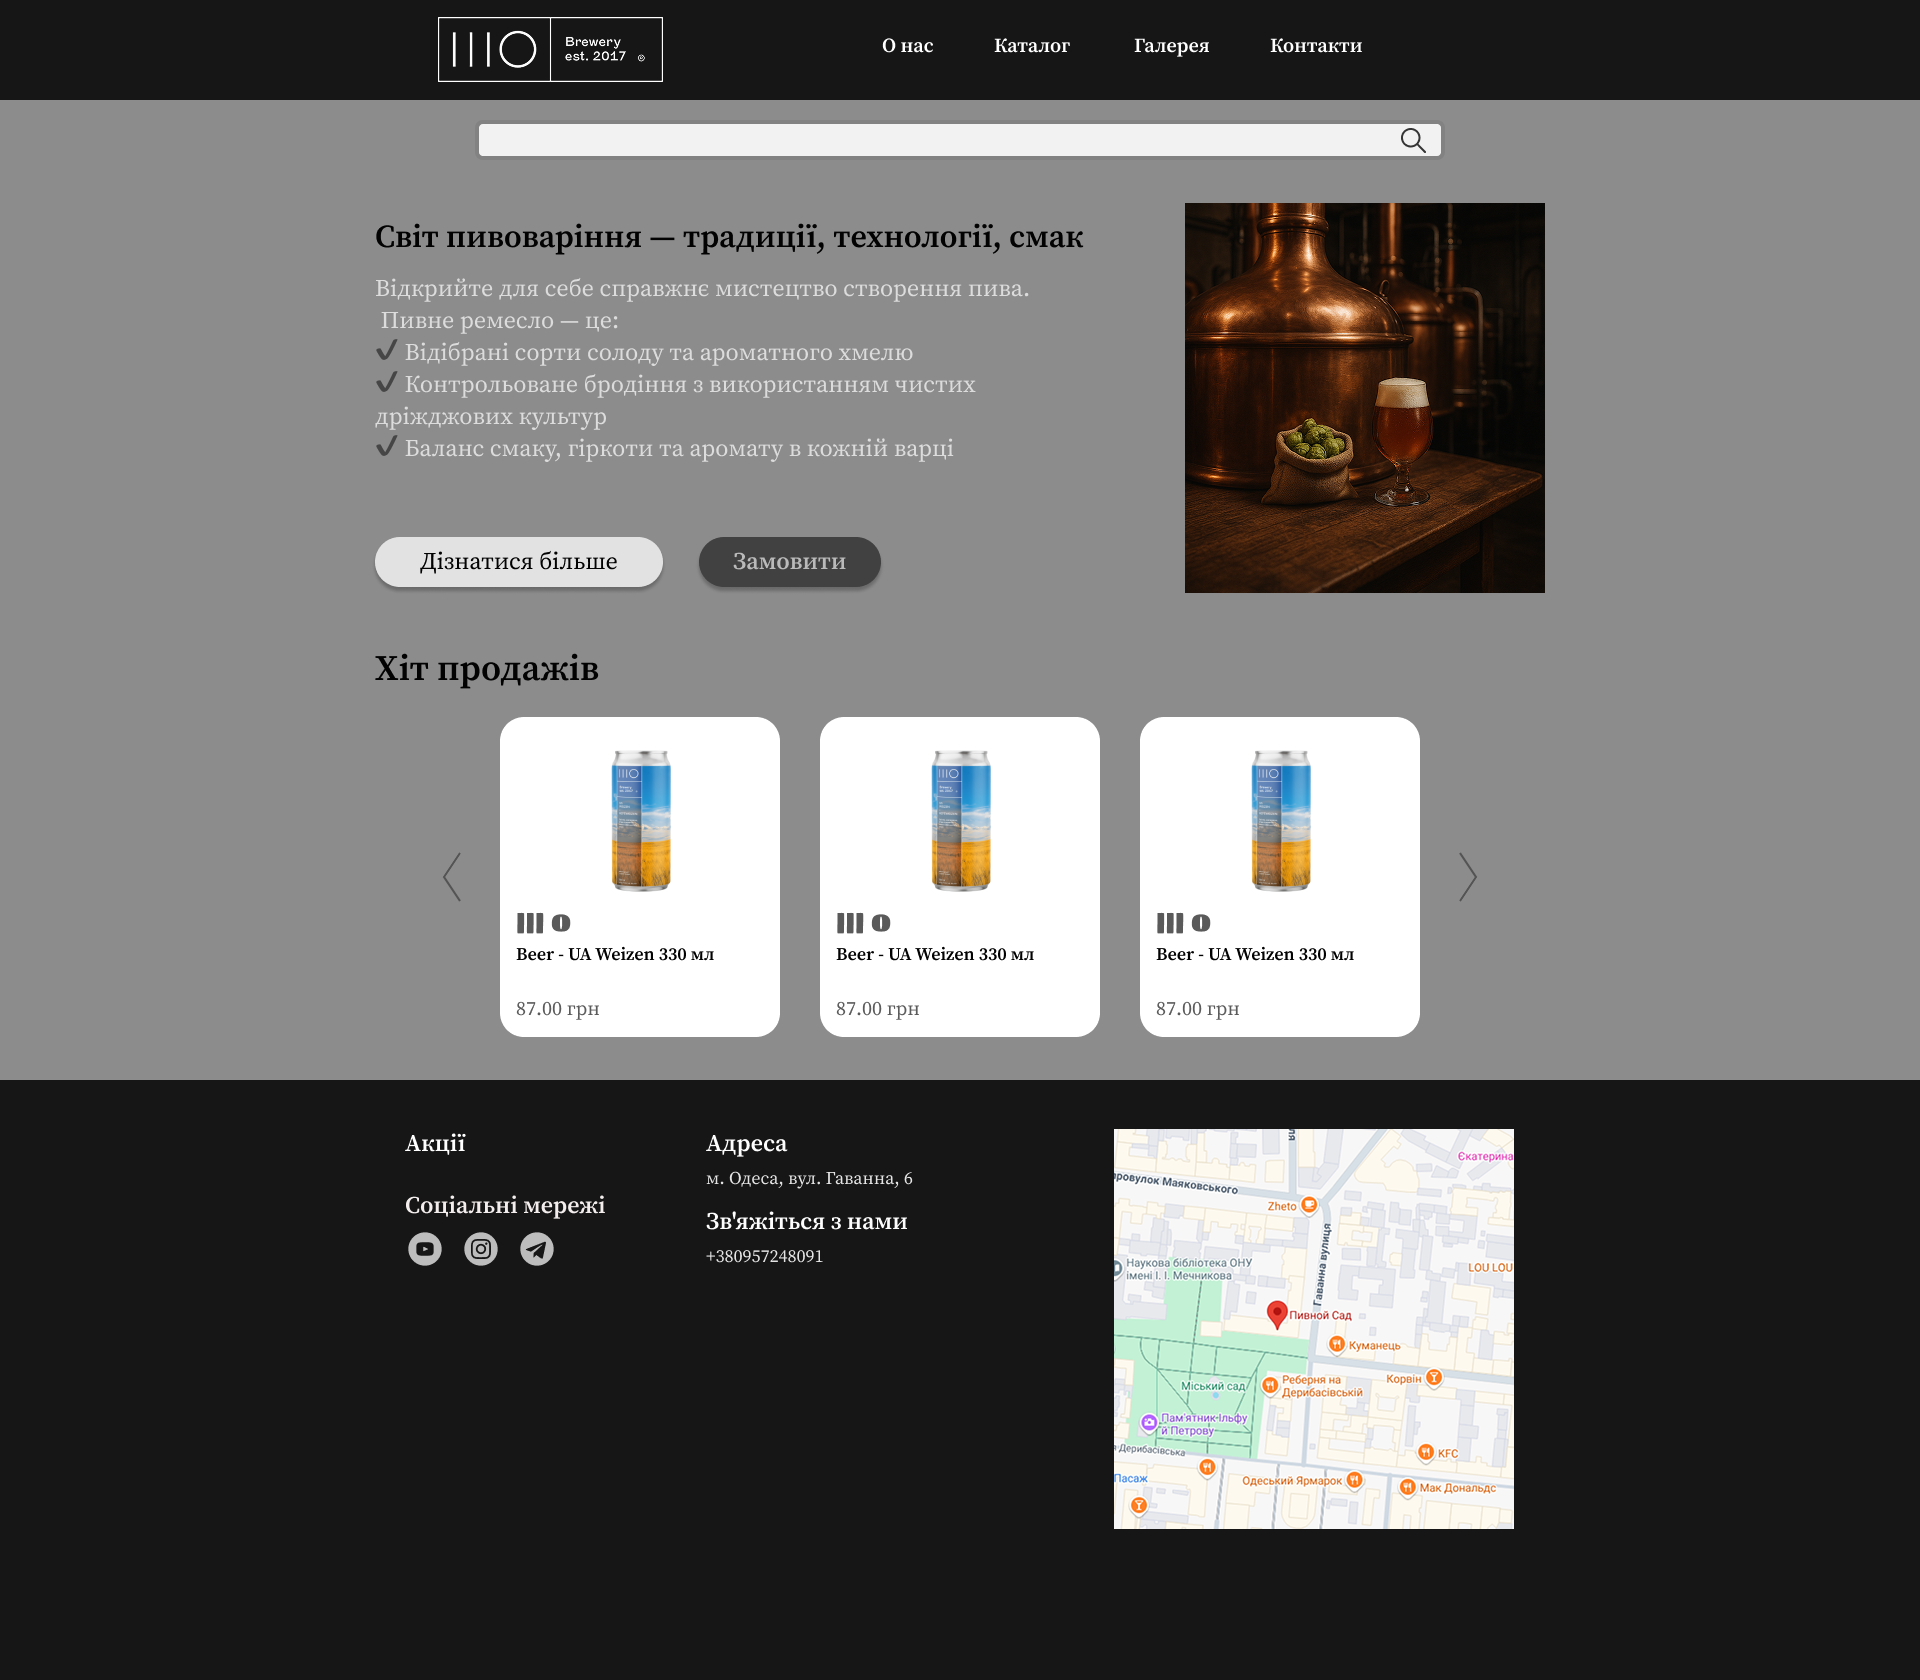 ШО Brewery
est. 2017 ®
О нас Каталог Галерея Контакти
Світ пивоваріння — традиції, технології, смак
Відкрийте для себе справжнє мистецтво створення пива.
Пивне ремесло — це:
✔ Відібрані сорти солоду та ароматного хмелю
✔ Контрольоване бродіння з використанням чистих
дріжджових культур
✔ Баланс смаку, гіркоти та аромату в кожній варці
Дізнатися більше
Замовити
Хіт продажів
ШО
Beer - UA Weizen 330 мл
87.00 грн
ШО
Beer - UA Weizen 330 мл
87.00 грн
ШО
Beer - UA Weizen 330 мл
87.00 грн
Акції
Соціальні мережі
Адреса
м. Одеса, вул. Гаванна, 6
Зв'яжіться з нами
+380957248091
Єкатерина
провулок Маяковського
Zheto
Гаванна вулиця
Наукова бібліотека ОНУ
імені І. І. Мечникова
LOU LOU
Пивной Сад
Куманець
Міський сад
Реберня на
Дерибасівській
Корвін
Пам'ятник Ільфу
й Петрову
а Дерибасівська
KFC
Пасаж
Одеський Ярмарок
Мак Дональдс